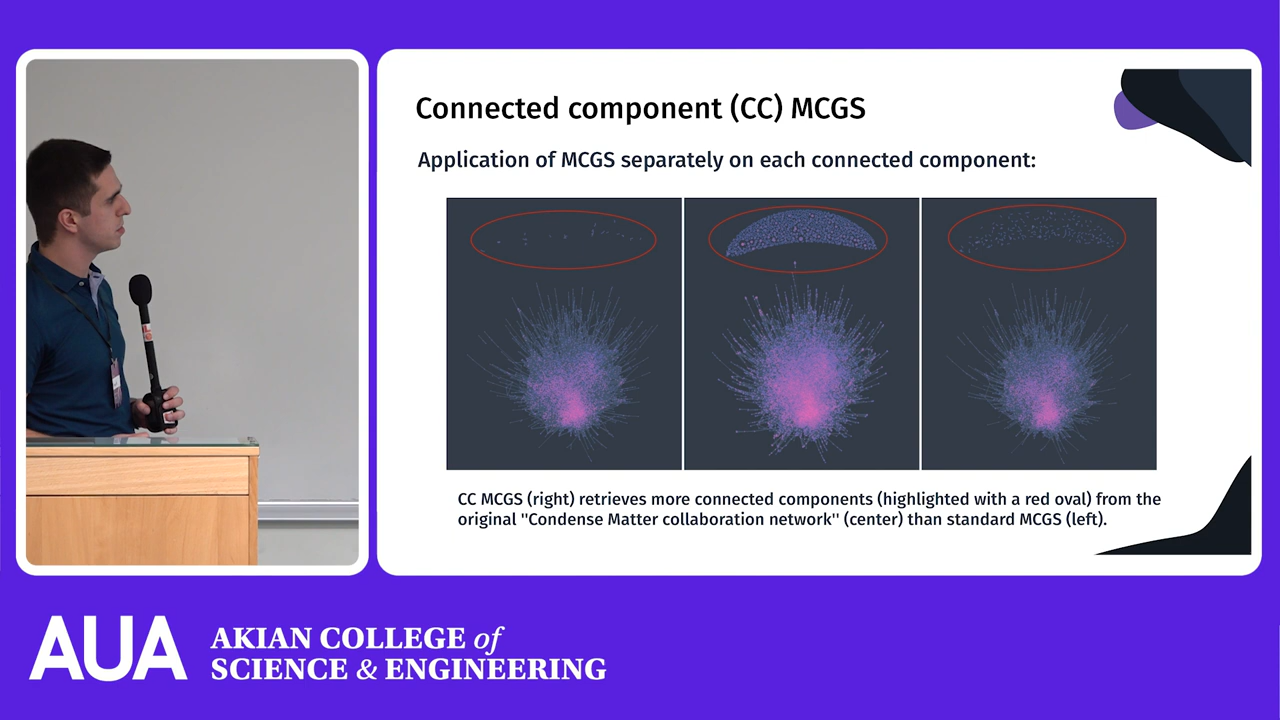 Connected component (CC) MCGS
Application of MCGS separately on each connected component:
CC MCGS (right) retrieves more connected components (highlighted with a red oval) from the
original "Condense Matter collaboration network" (center) than standard MCGS (left).
AUA
AKIAN COLLEGE of
SCIENCE & ENGINEERING